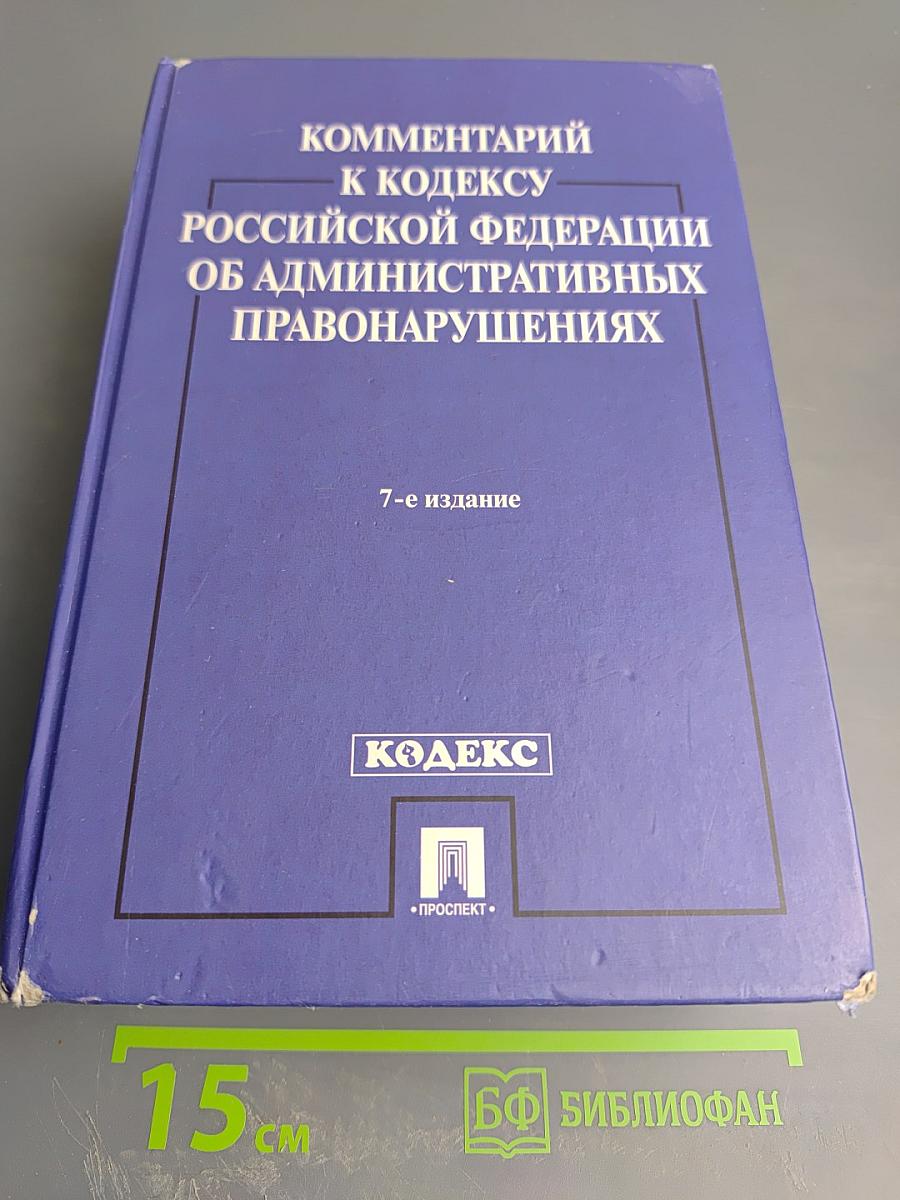 КОММЕНТАРИЙ
К КОДЕКСУ
РОССИЙСКОЙ ФЕДЕРАЦИИ
ОБ АДМИНИСТРАТИВНЫХ
ПРАВОНАРУШЕНИЯХ
7-е издание
КОДЕКС
• ПРОСПЕКТ •
15 см
БФ БИБЛИОФАН